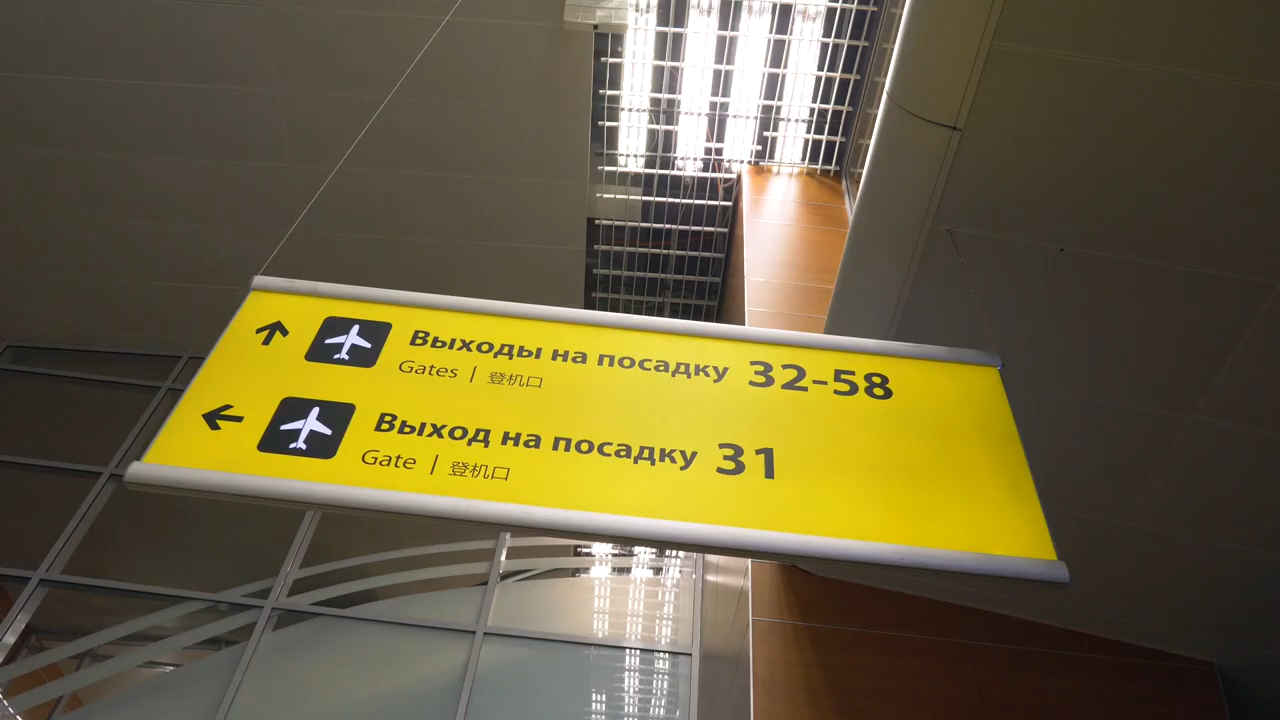 Выходы на посадку 32-58
Gates | 登机口
Выход на посадку 31
Gate | 登机口